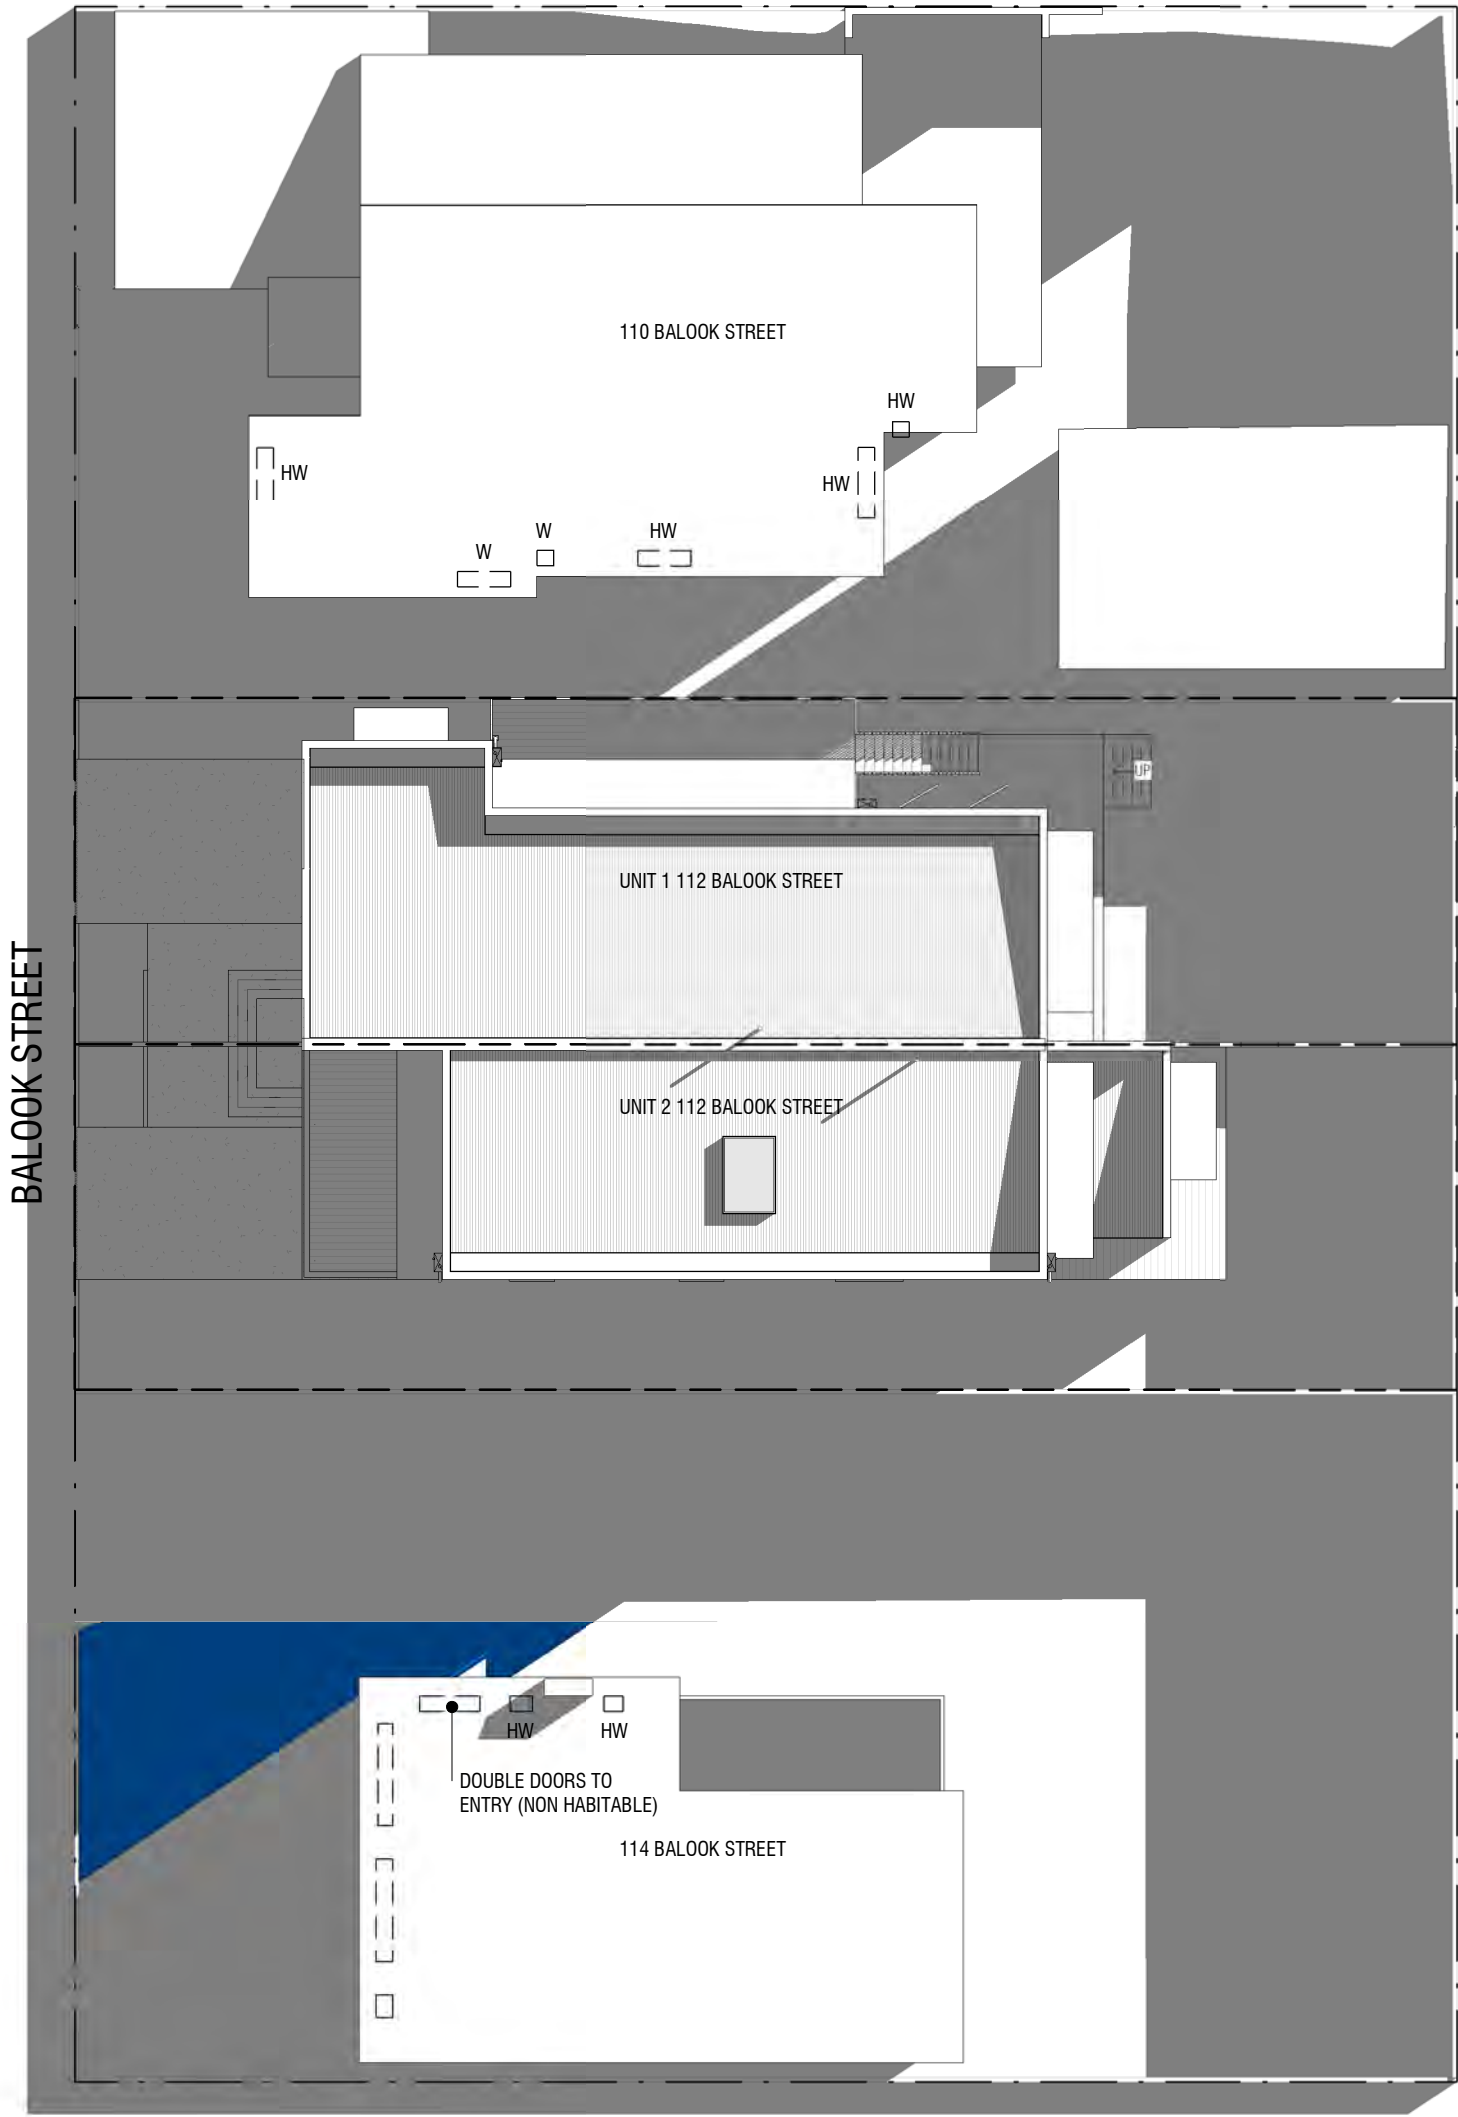 110 BALOOK STREET
HW
HW
HW
W
W
HW
UP
UNIT 1 112 BALOOK STREET
BALOOK STREET
UNIT 2 112 BALOOK STREET
HW
HW
DOUBLE DOORS TO
ENTRY (NON HABITABLE)
114 BALOOK STREET